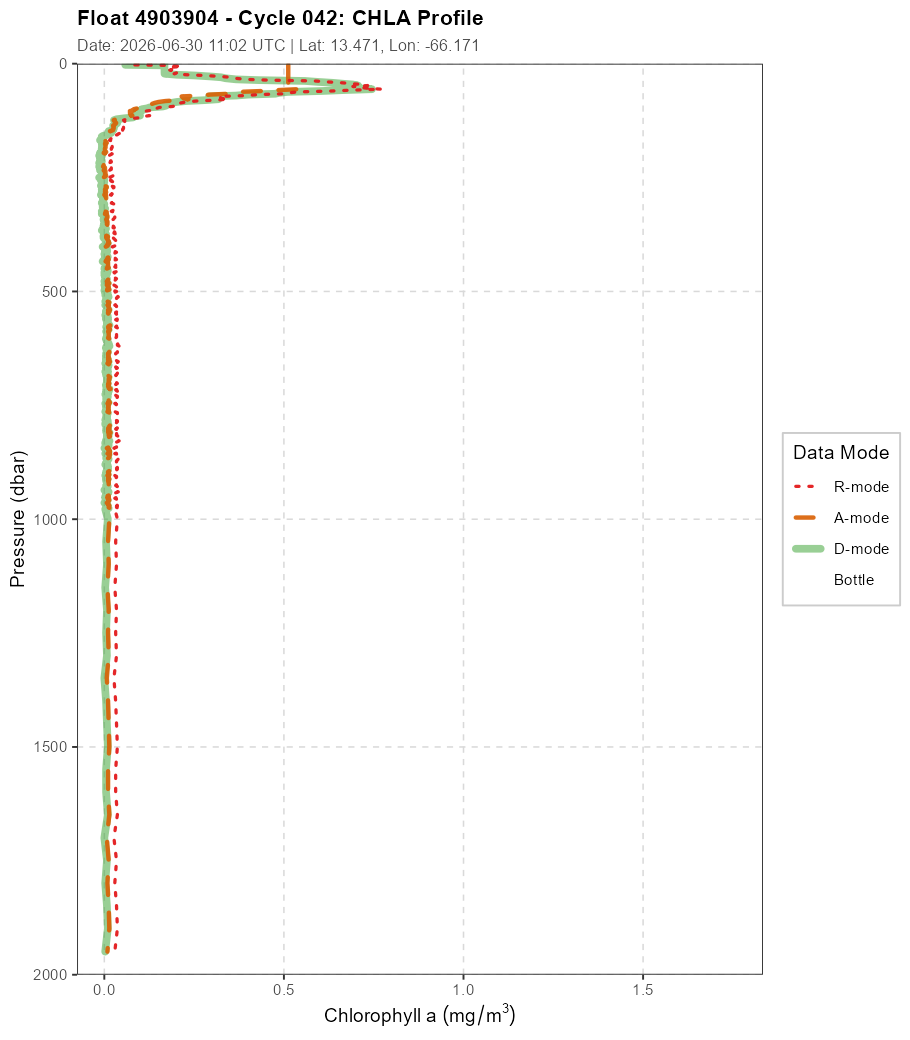 Float 4903904 - Cycle 042: CHLA Profile
Date: 2026-06-30 11:02 UTC | Lat: 13.471, Lon: -66.171
0
500
1000
1500
2000
Pressure (dbar)
0.0
0.5
1.0
1.5
Chlorophyll a (mg/m³)
Data Mode
R-mode
A-mode
D-mode
Bottle